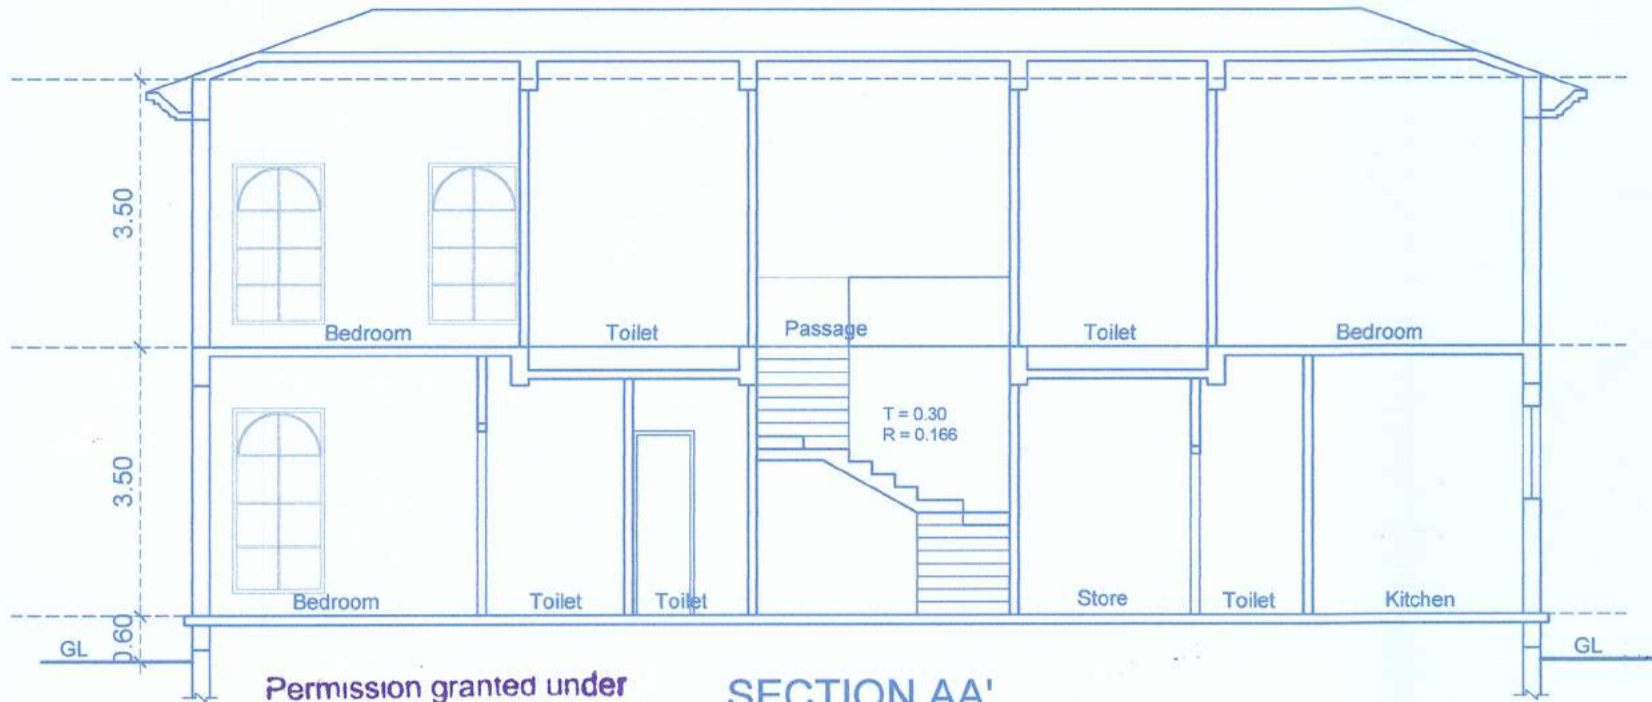 3.50
Bedroom Toilet Passage Toilet Bedroom
T = 0.30
R = 0.166
3.50
Bedroom Toilet Toilet Store Toilet Kitchen
0.60
GL GL
Permission granted under
SECTION AA'